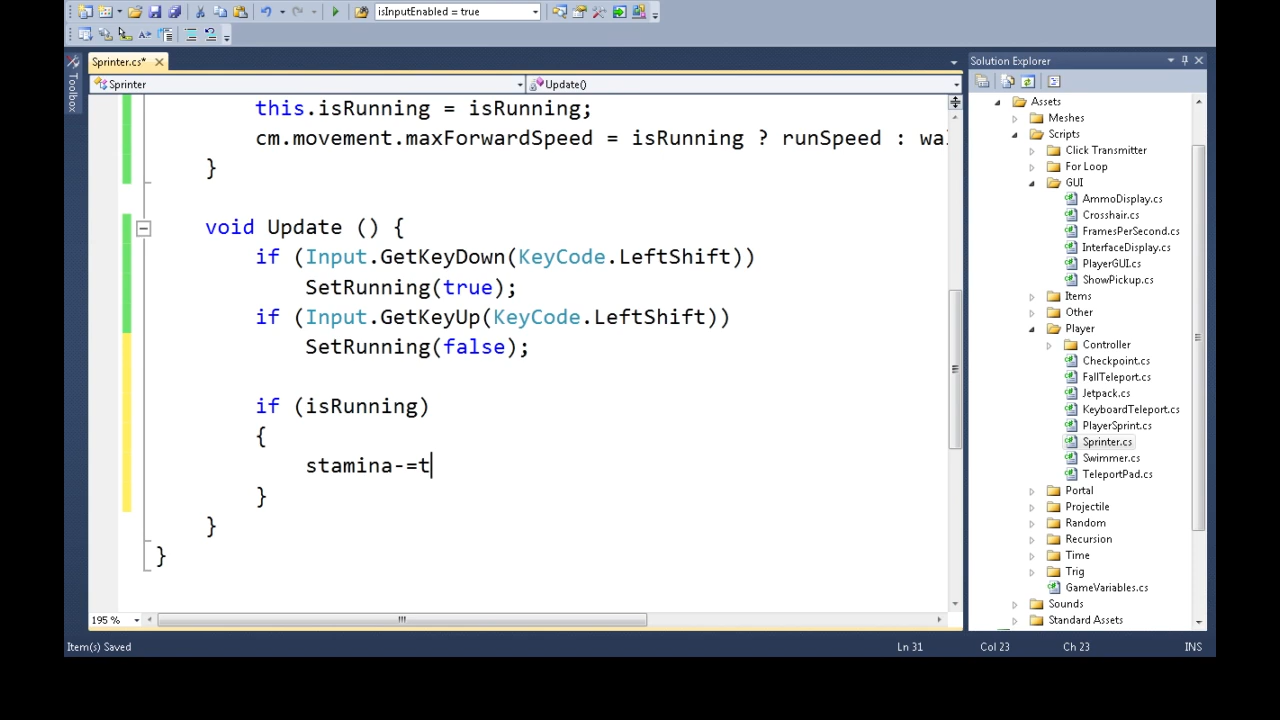 isInputEnabled = true
Sprinter.cs*
Toolbox
Sprinter
Update()
this.isRunning = isRunning;
cm.movement.maxForwardSpeed = isRunning ? runSpeed : wa
}
void Update () {
if (Input.GetKeyDown(KeyCode.LeftShift))
SetRunning(true);
if (Input.GetKeyUp(KeyCode.LeftShift))
SetRunning(false);
if (isRunning)
{
stamina-=t
}
}
}
195 %
Item(s) Saved
Ln 31
Col 23
Ch 23
INS
Solution Explorer
Assets
Meshes
Scripts
Click Transmitter
For Loop
GUI
AmmoDisplay.cs
Crosshair.cs
FramesPerSecond.cs
InterfaceDisplay.cs
PlayerGUI.cs
ShowPickup.cs
Items
Other
Player
Controller
Checkpoint.cs
FallTeleport.cs
Jetpack.cs
KeyboardTeleport.cs
PlayerSprint.cs
Sprinter.cs
Swimmer.cs
TeleportPad.cs
Portal
Projectile
Random
Recursion
Time
Trig
GameVariables.cs
Sounds
Standard Assets